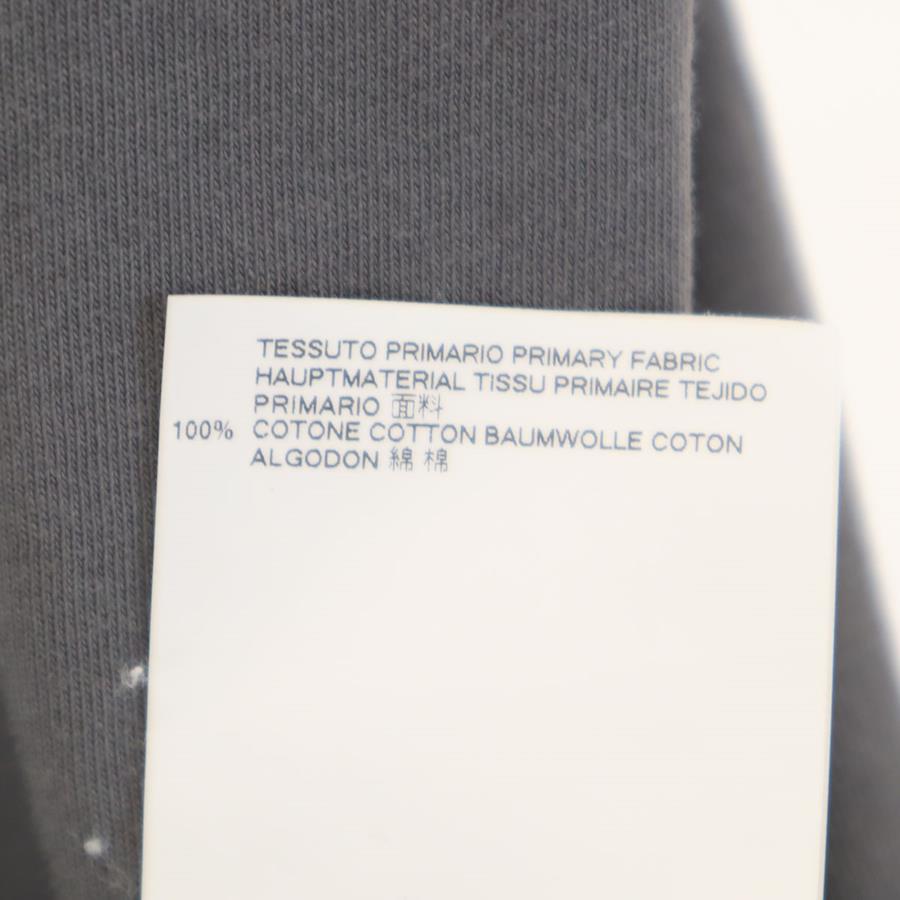 TESSUTO PRIMARIO PRIMARY FABRIC
HAUPTMATERIAL TISSU PRIMAIRE TEJIDO
PRIMARIO 面料
100% COTONE COTTON BAUMWOLLE COTON
ALGODON 綿 棉